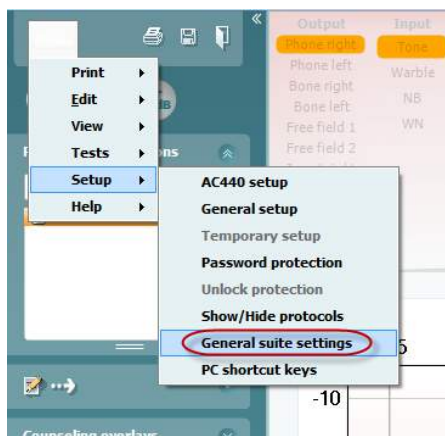 «
Output Input
Phone right Tone
Phone left Warble
Bone right NB
Bone left WN
Free field 1
Free field 2
Print
Edit
View
Tests
Setup
Help
dB
ns
AC440 setup
General setup
Temporary setup
Password protection
Unlock protection
Show/Hide protocols
General suite settings
PC shortcut keys
5
-10
Counseling overlays